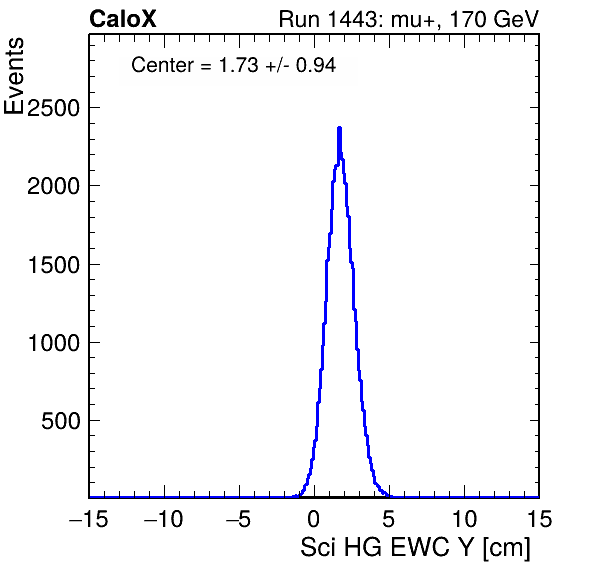 CaloX Run 1443: mu+, 170 GeV
Center = 1.73 +/- 0.94
Events
2500
2000
1500
1000
500
−15 −10 −5 0 5 10 15
Sci HG EWC Y [cm]